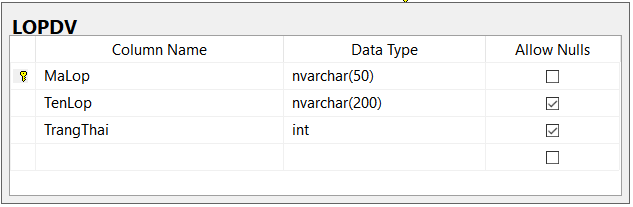 LOPDV
Column Name Data Type Allow Nulls
MaLop nvarchar(50)
TenLop nvarchar(200)
TrangThai int